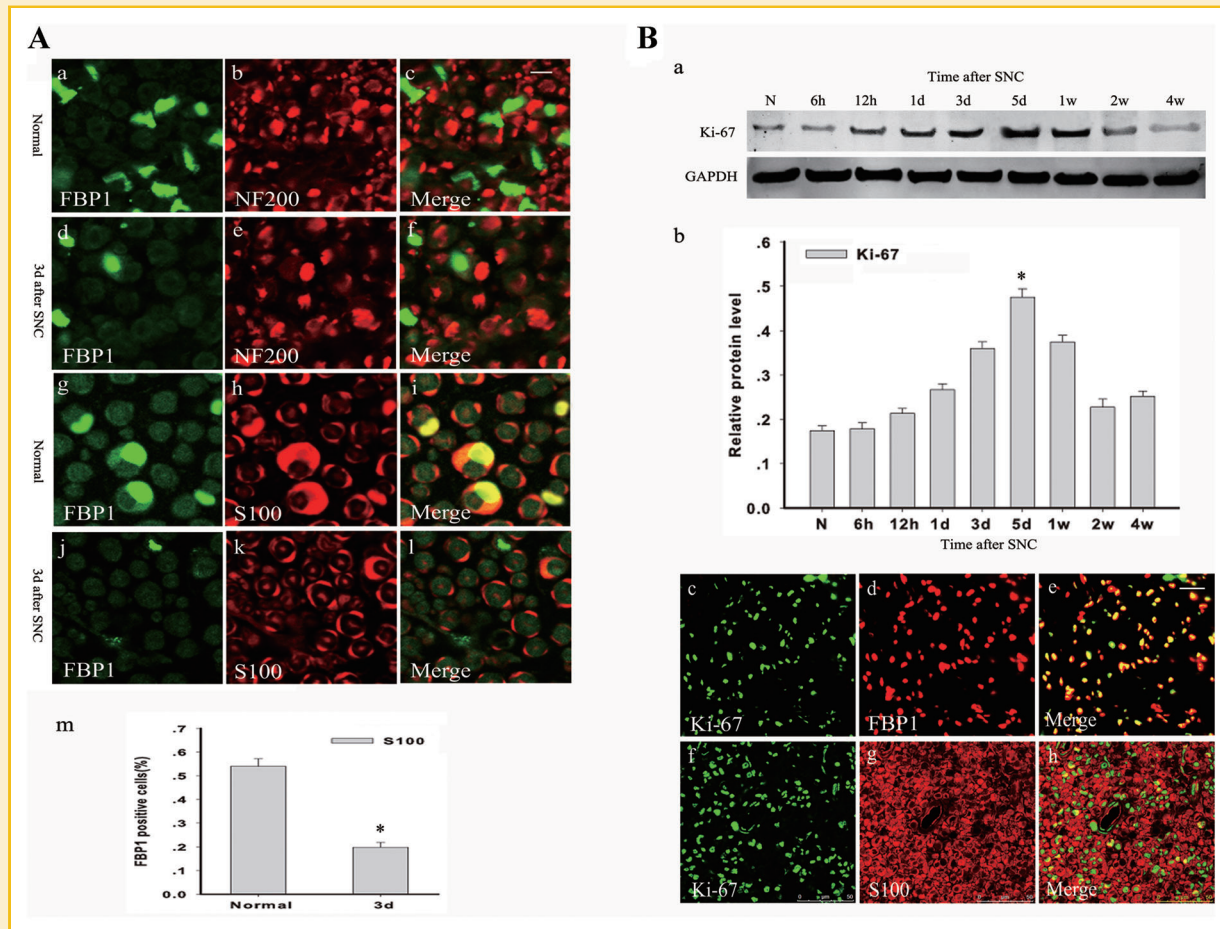 A
a
b
c
Normal
FBP1
NF200
Merge
d
e
f
3d after SNC
FBP1
NF200
Merge
g
h
i
Normal
FBP1
S100
Merge
j
k
l
3d after SNC
FBP1
S100
Merge
m
.7
.6
.5
.4
.3
.2
.1
0.0
FBP1 positive cells(%)
S100
*
Normal 3d
B
a
Time after SNC
N 6h 12h 1d 3d 5d 1w 2w 4w
Ki-67
GAPDH
b
.6
.5
.4
.3
.2
.1
0.0
Relative protein level
Ki-67
*
N 6h 12h 1d 3d 5d 1w 2w 4w
Time after SNC
c
d
e
Ki-67
FBP1
Merge
f
g
h
Ki-67
S100
Merge
0 µm 50